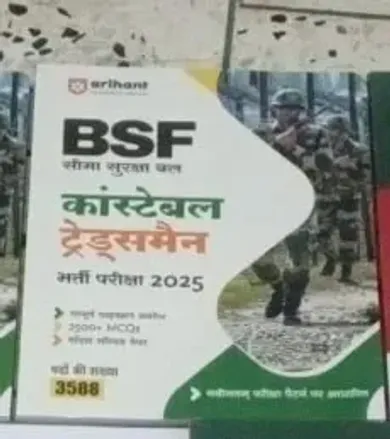 arihant
BSF
सीमा सुरक्षा बल
कांस्टेबल
ट्रेड्समैन
भर्ती परीक्षा 2025
2500+ MCQs
पदों की संख्या
3588
नवीनतम् परीक्षा पैटर्न पर आधारित